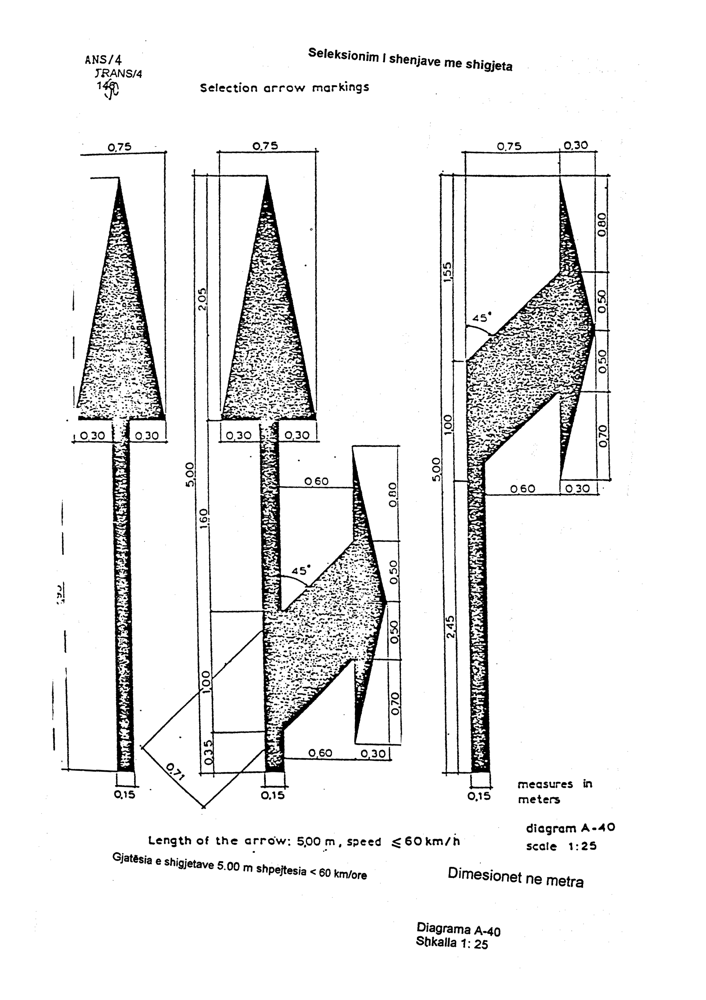 ANS/4
TRANS/4
Seleksionim I shenjave me shigjeta
Selection arrow markings
0.75
0.75
0.75
0,30
0.80
1,55
2,05
0.50
45°
0.50
0,30
0,30
0,30
0,30
1,00
0,70
5,00
5,00
0.60
0.80
0.60
0.30
1,60
45°
0,50
2,45
0,50
1,00
0,70
0,35
0,60
0,30
0,71
0,15
0,15
0,15
measures in
meters
diagram A-40
scale 1:25
Length of the arrow: 5,00 m, speed ⩽ 60 km/h
Gjatësia e shigjetave 5.00 m shpejtesia < 60 km/ore
Dimesionet ne metra
Diagrama A-40
Shkalla 1: 25